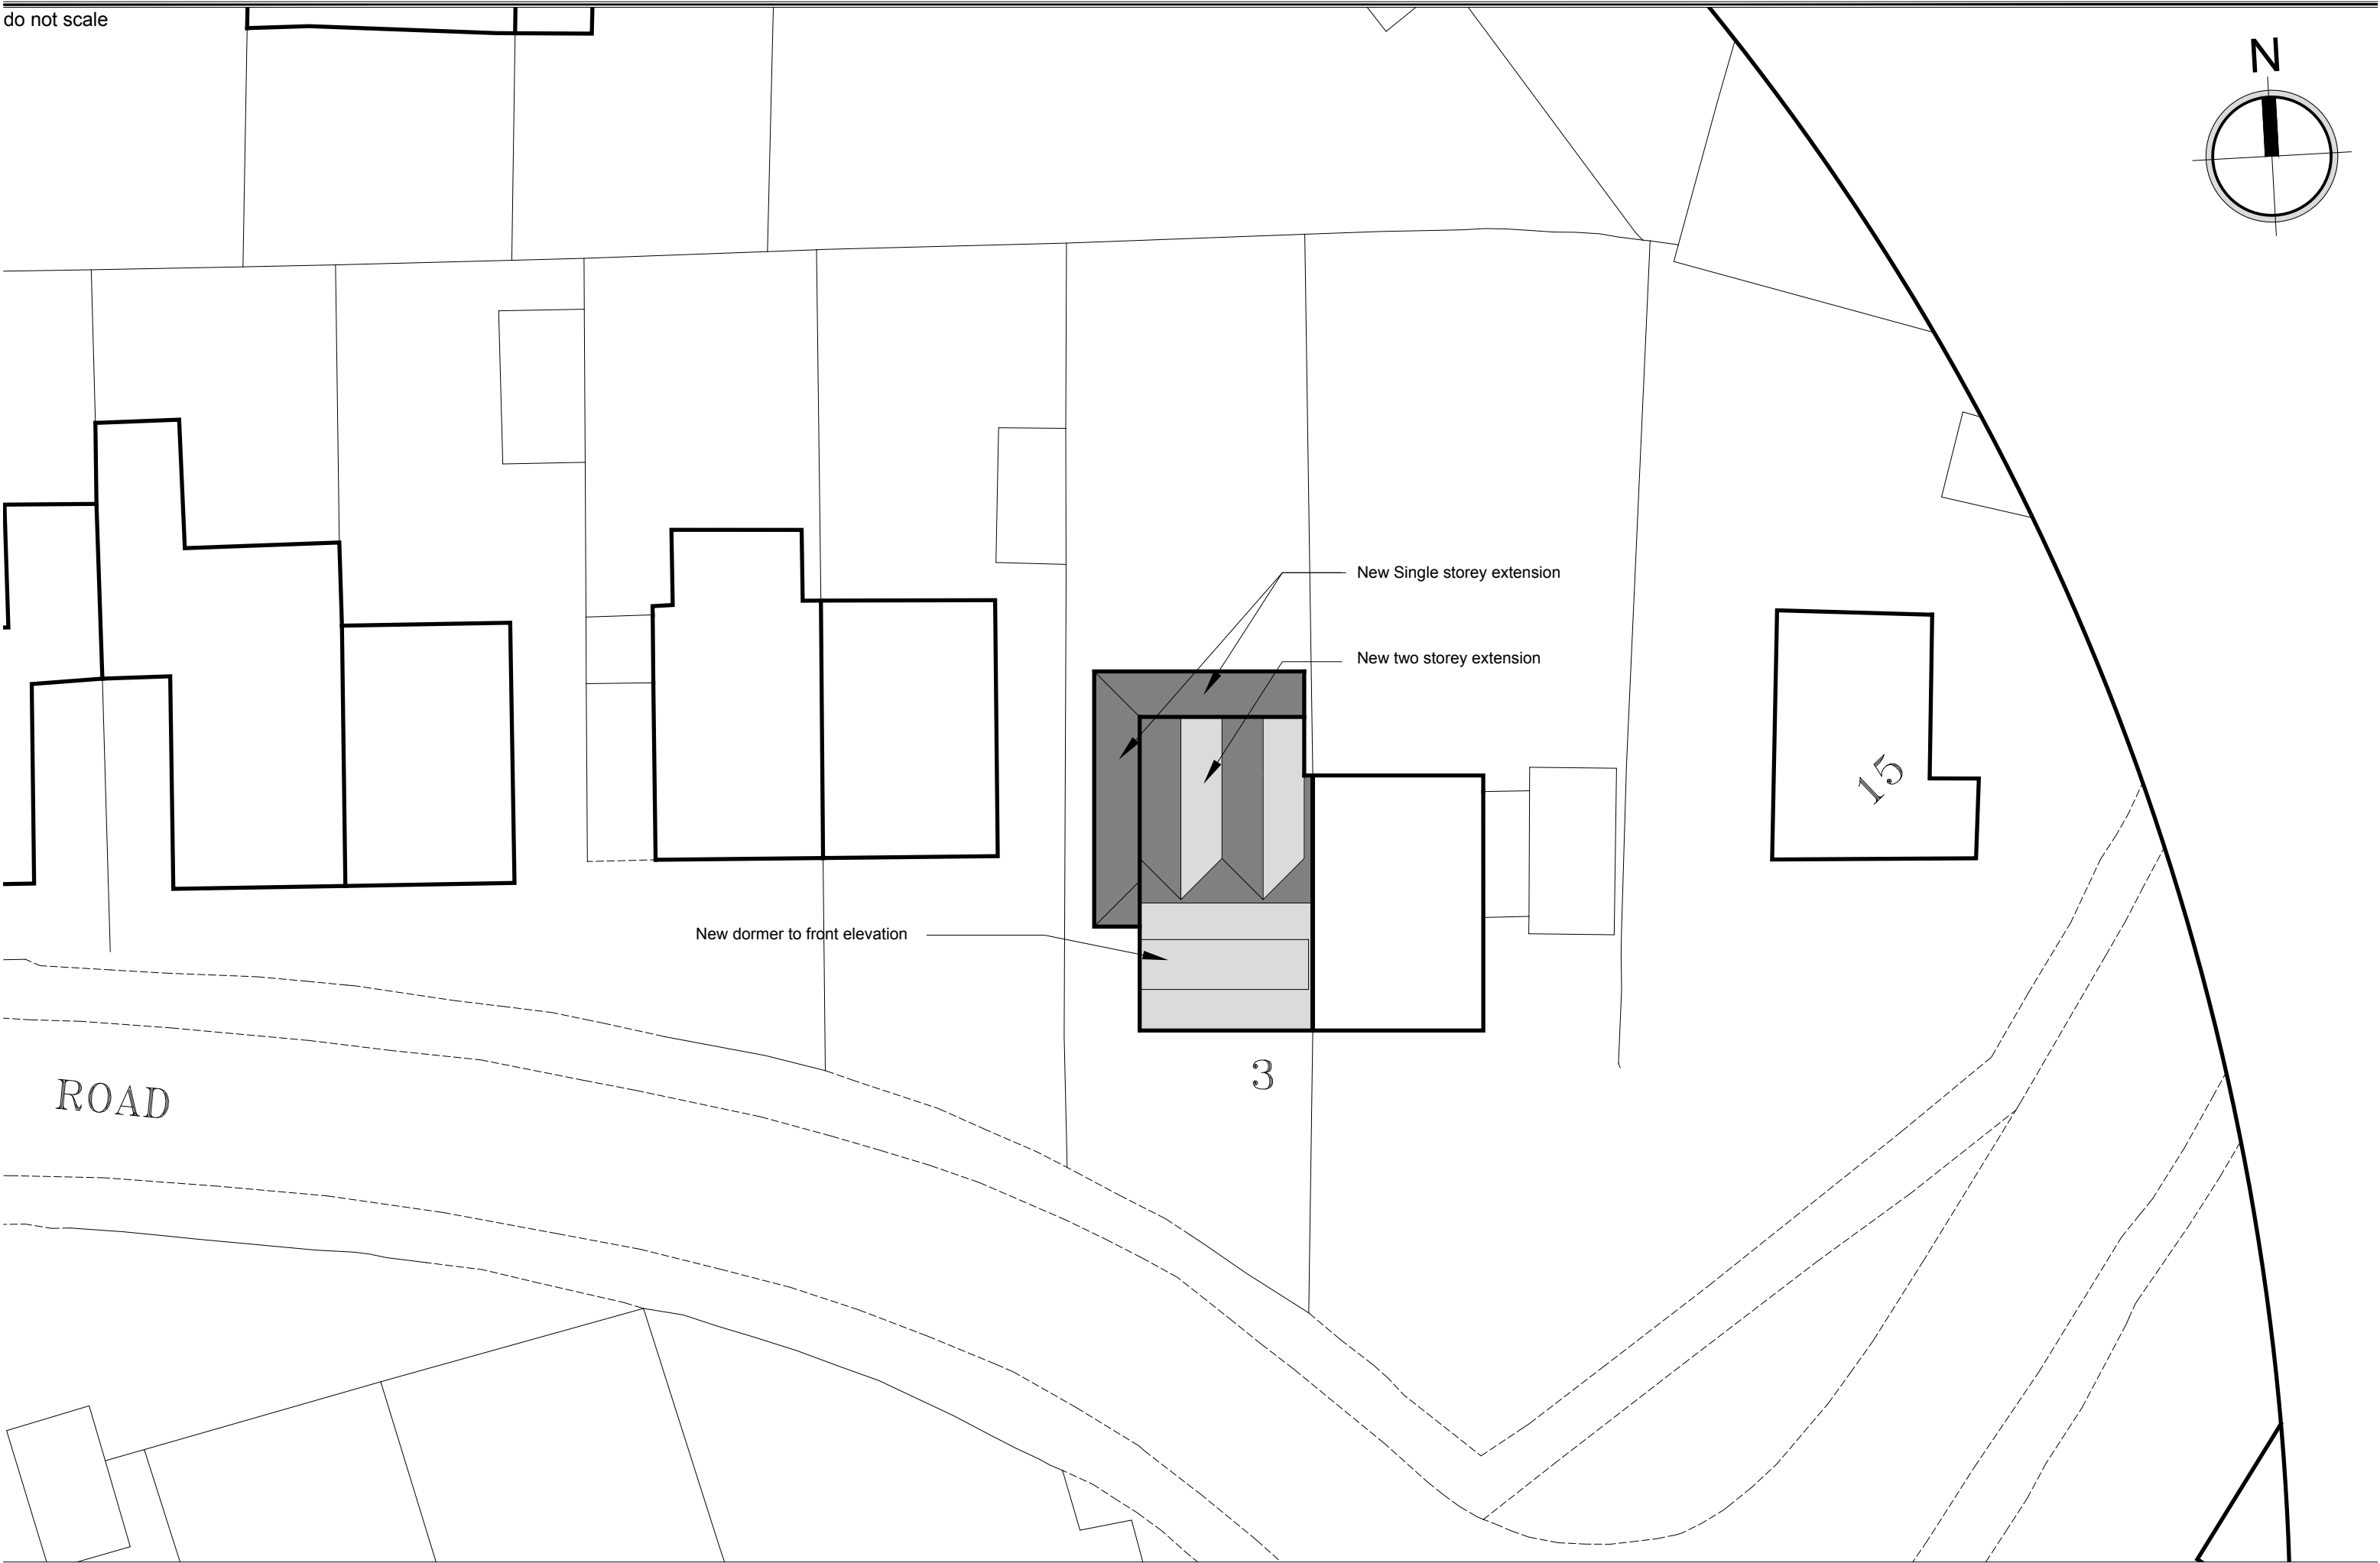 do not scale
N
New Single storey extension
New two storey extension
15
New dormer to front elevation
3
ROAD